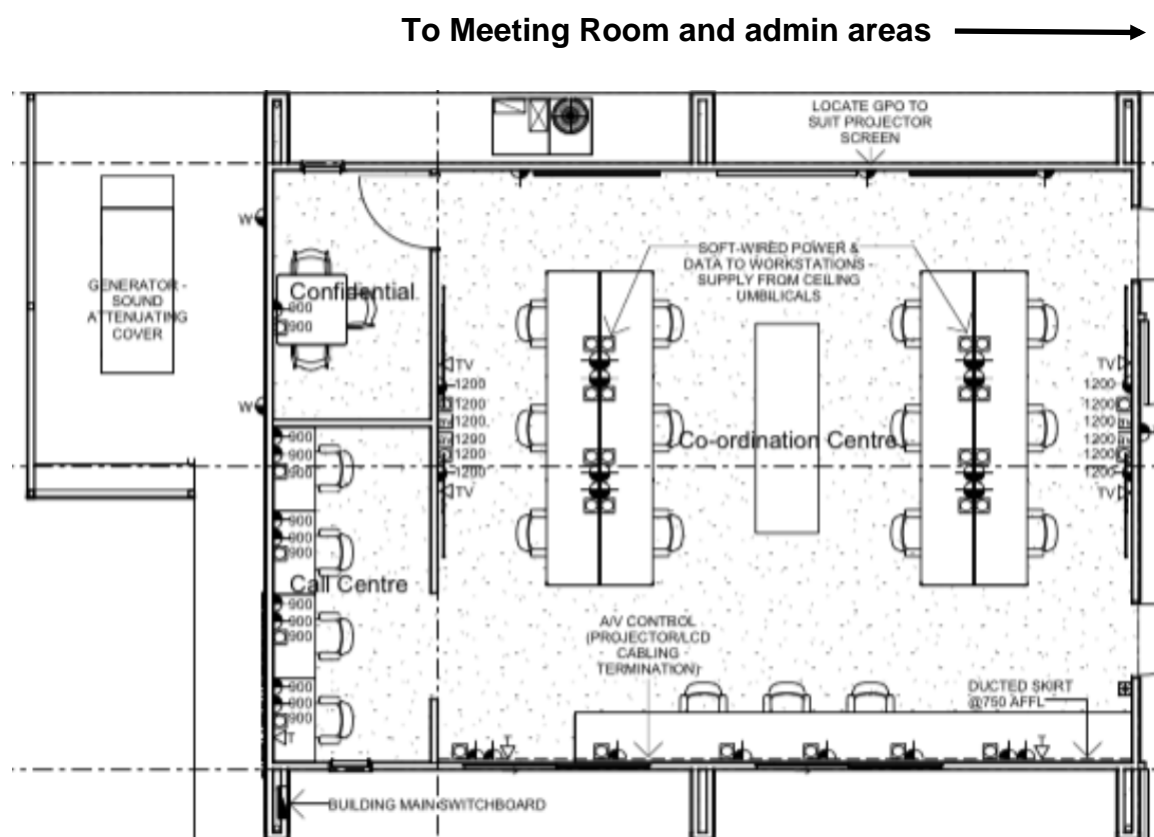 To Meeting Room and admin areas
LOCATE GPO TO
SUIT PROJECTOR
SCREEN
W
GENERATOR -
SOUND
ATTENUATING
COVER
W
Confidential
900
900
SOFT-WIRED POWER &
DATA TO WORKSTATIONS -
SUPPLY FROM CEILING
UMBILICALS
TV
1200
1200
1200
1200
1200
1200
TV
Co-ordination Centre
TV
1200
1200
1200
1200
1200
1200
TV
900
900
900
900
900
900
Call Centre
900
900
900
900
900
900
T
A/V CONTROL
(PROJECTOR/LCD
CABLING
TERMINATION)
DUCTED SKIRT
@750 AFFL
T
T
BUILDING MAIN SWITCHBOARD